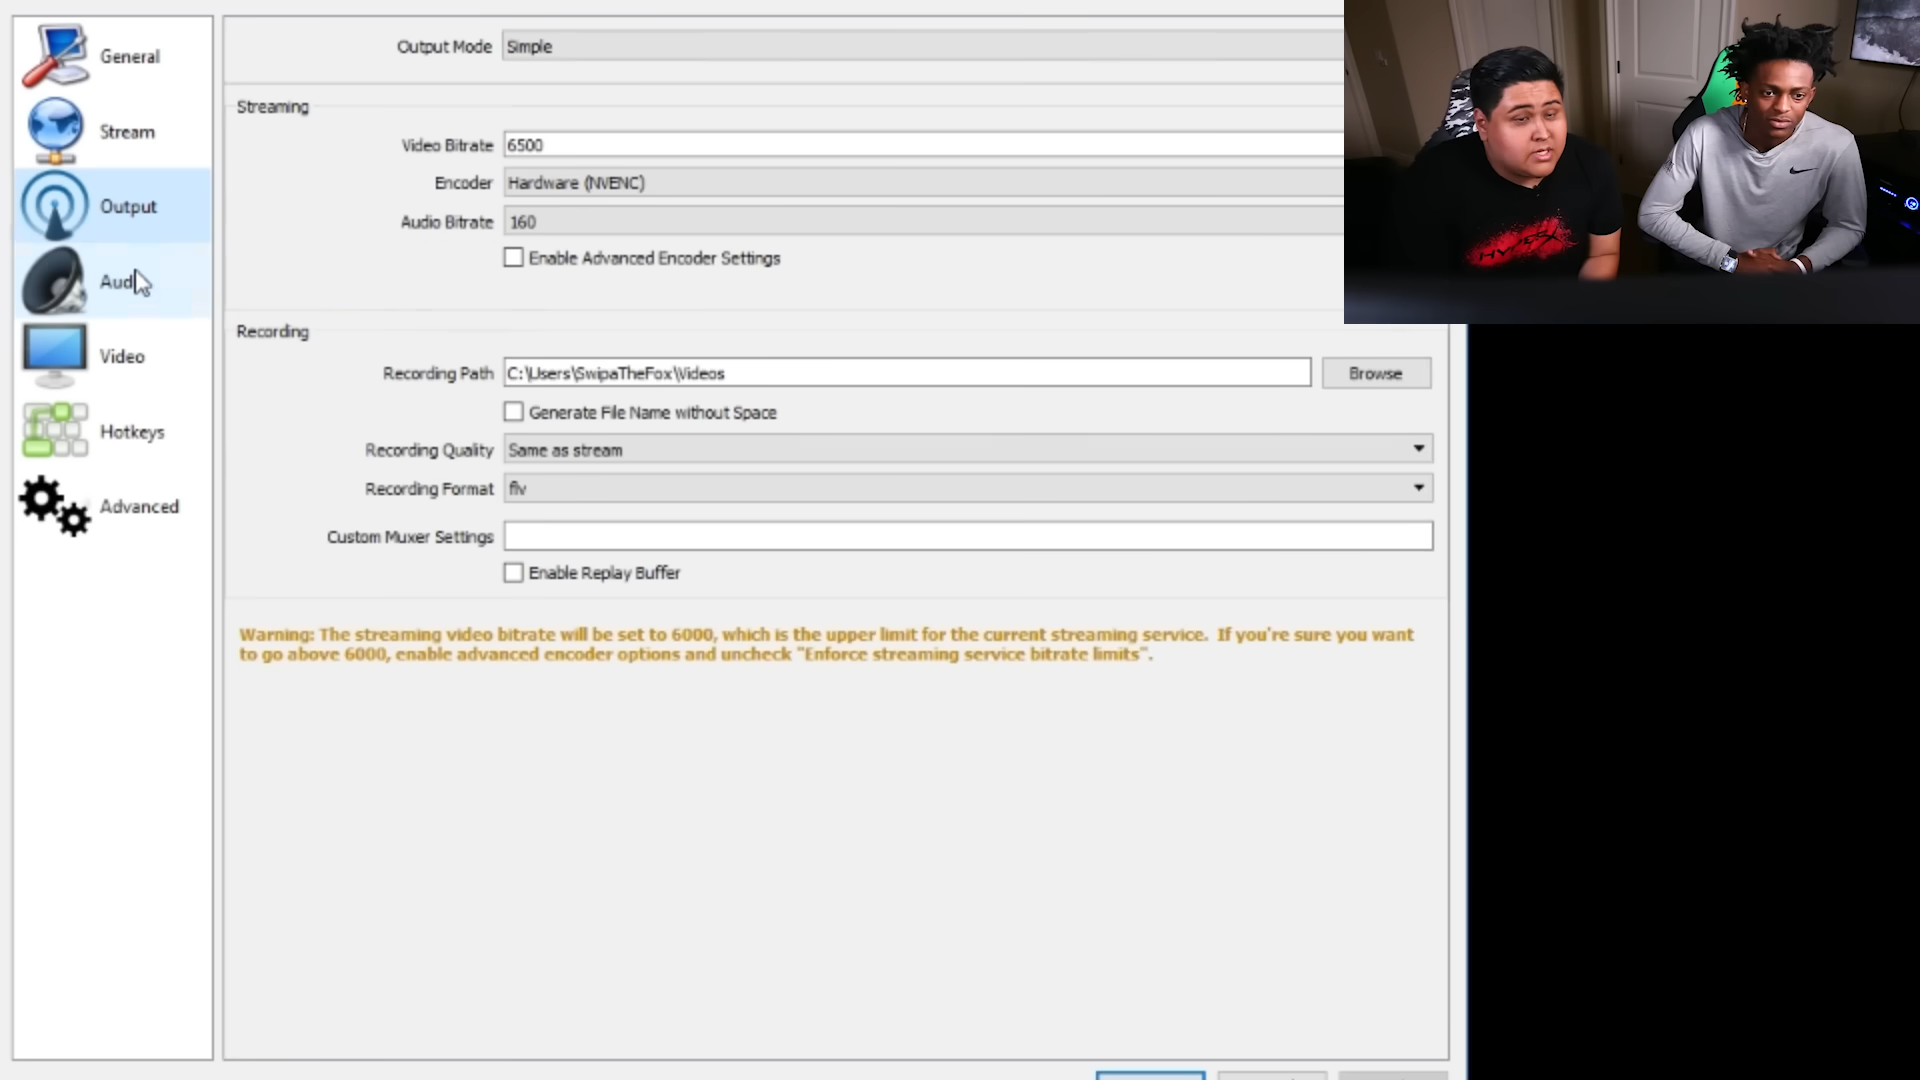 General
Stream
Output
Aud
Video
Hotkeys
Advanced
Output Mode Simple
Streaming
Video Bitrate 6500
Encoder Hardware (NVENC)
Audio Bitrate 160
Enable Advanced Encoder Settings
Recording
Recording Path C:\Users\SwipaTheFox\Videos Browse
Generate File Name without Space
Recording Quality Same as stream
Recording Format flv
Custom Muxer Settings
Enable Replay Buffer
Warning: The streaming video bitrate will be set to 6000, which is the upper limit for the current streaming service. If you're sure you want
to go above 6000, enable advanced encoder options and uncheck "Enforce streaming service bitrate limits".
HYPERX